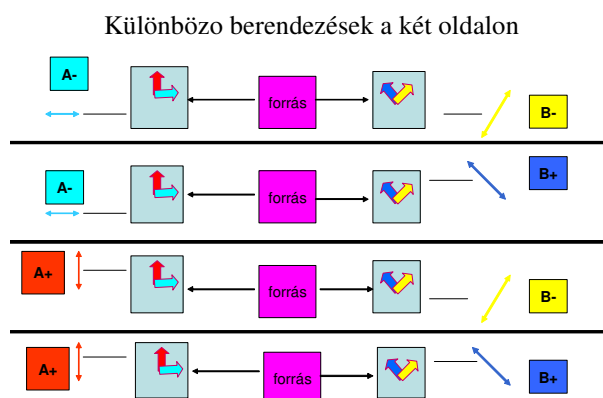 Különbözo berendezések a két oldalon
A- forrás B-
A- forrás B+
A+ forrás B-
A+ forrás B+